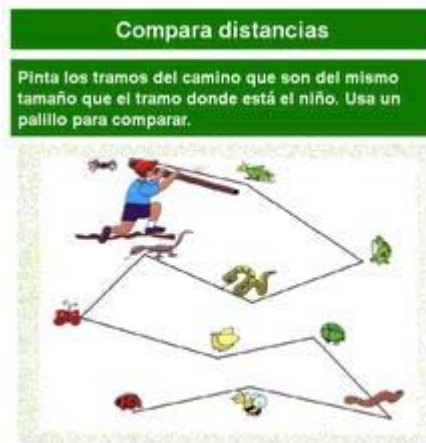 Compara distancias
Pinta los tramos del camino que son del mismo
tamaño que el tramo donde está el niño. Usa un
palillo para comparar.